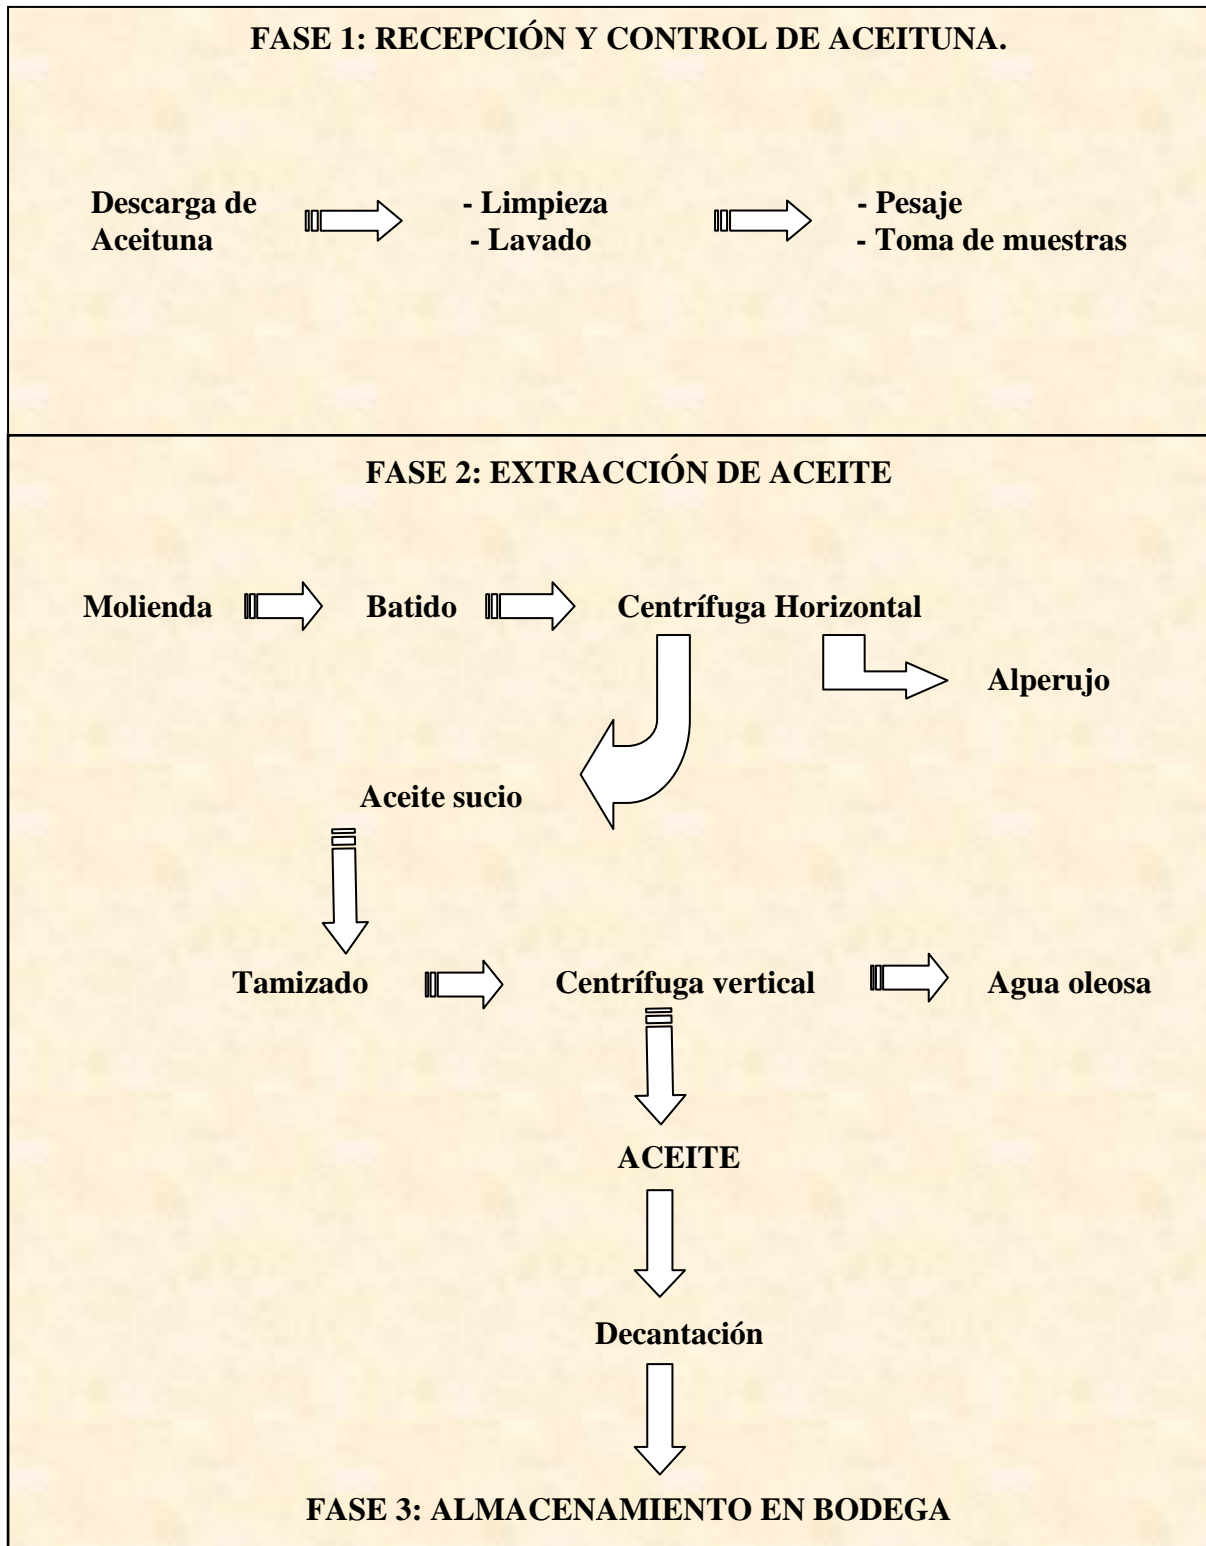 FASE 1: RECEPCIÓN Y CONTROL DE ACEITUNA.
Descarga de
Aceituna
- Limpieza
- Lavado
- Pesaje
- Toma de muestras
FASE 2: EXTRACCIÓN DE ACEITE
Molienda
Batido
Centrífuga Horizontal
Alperujo
Aceite sucio
Tamizado
Centrífuga vertical
Agua oleosa
ACEITE
Decantación
FASE 3: ALMACENAMIENTO EN BODEGA